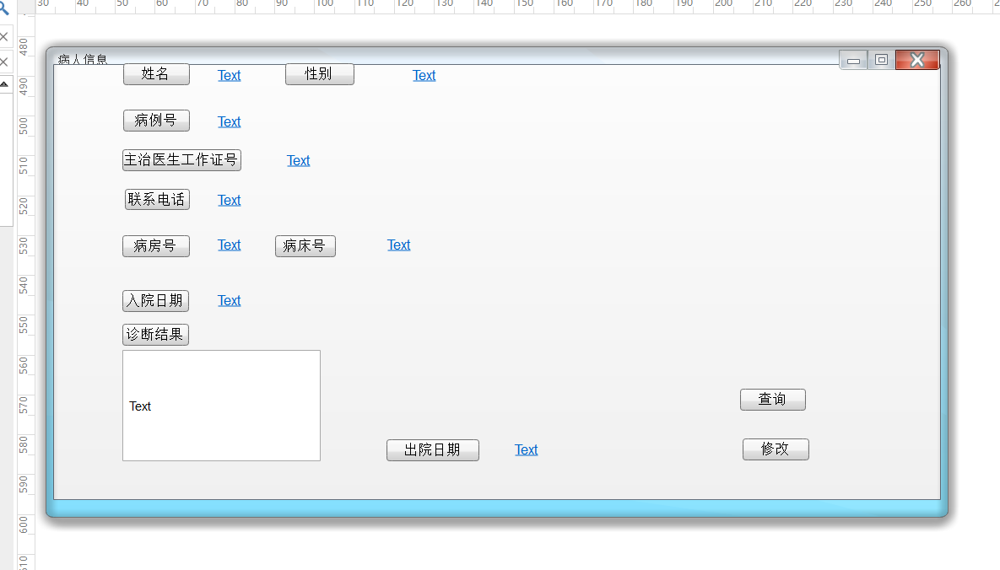 30 40 50 60 70 80 90 100 110 120 130 140 150 160 170 180 190 200 210 220 230 240 250 260
480
490
500
510
520
530
540
550
560
570
580
590
600
病人信息
姓名 Text 性别 Text
病例号 Text
主治医生工作证号 Text
联系电话 Text
病房号 Text 病床号 Text
入院日期 Text
诊断结果
Text
查询
出院日期 Text 修改